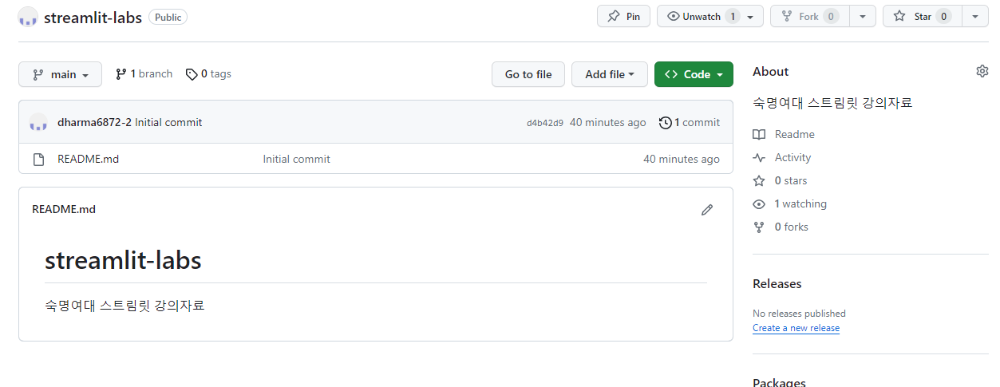 streamlit-labs Public Pin Unwatch 1 Fork 0 Star 0
main 1 branch 0 tags Go to file Add file <> Code
dharma6872-2 Initial commit d4b42d9 40 minutes ago 1 commit
README.md Initial commit 40 minutes ago
README.md
streamlit-labs
숙명여대 스트림릿 강의자료
About
숙명여대 스트림릿 강의자료
Readme
Activity
0 stars
1 watching
0 forks
Releases
No releases published
Create a new release
Packages